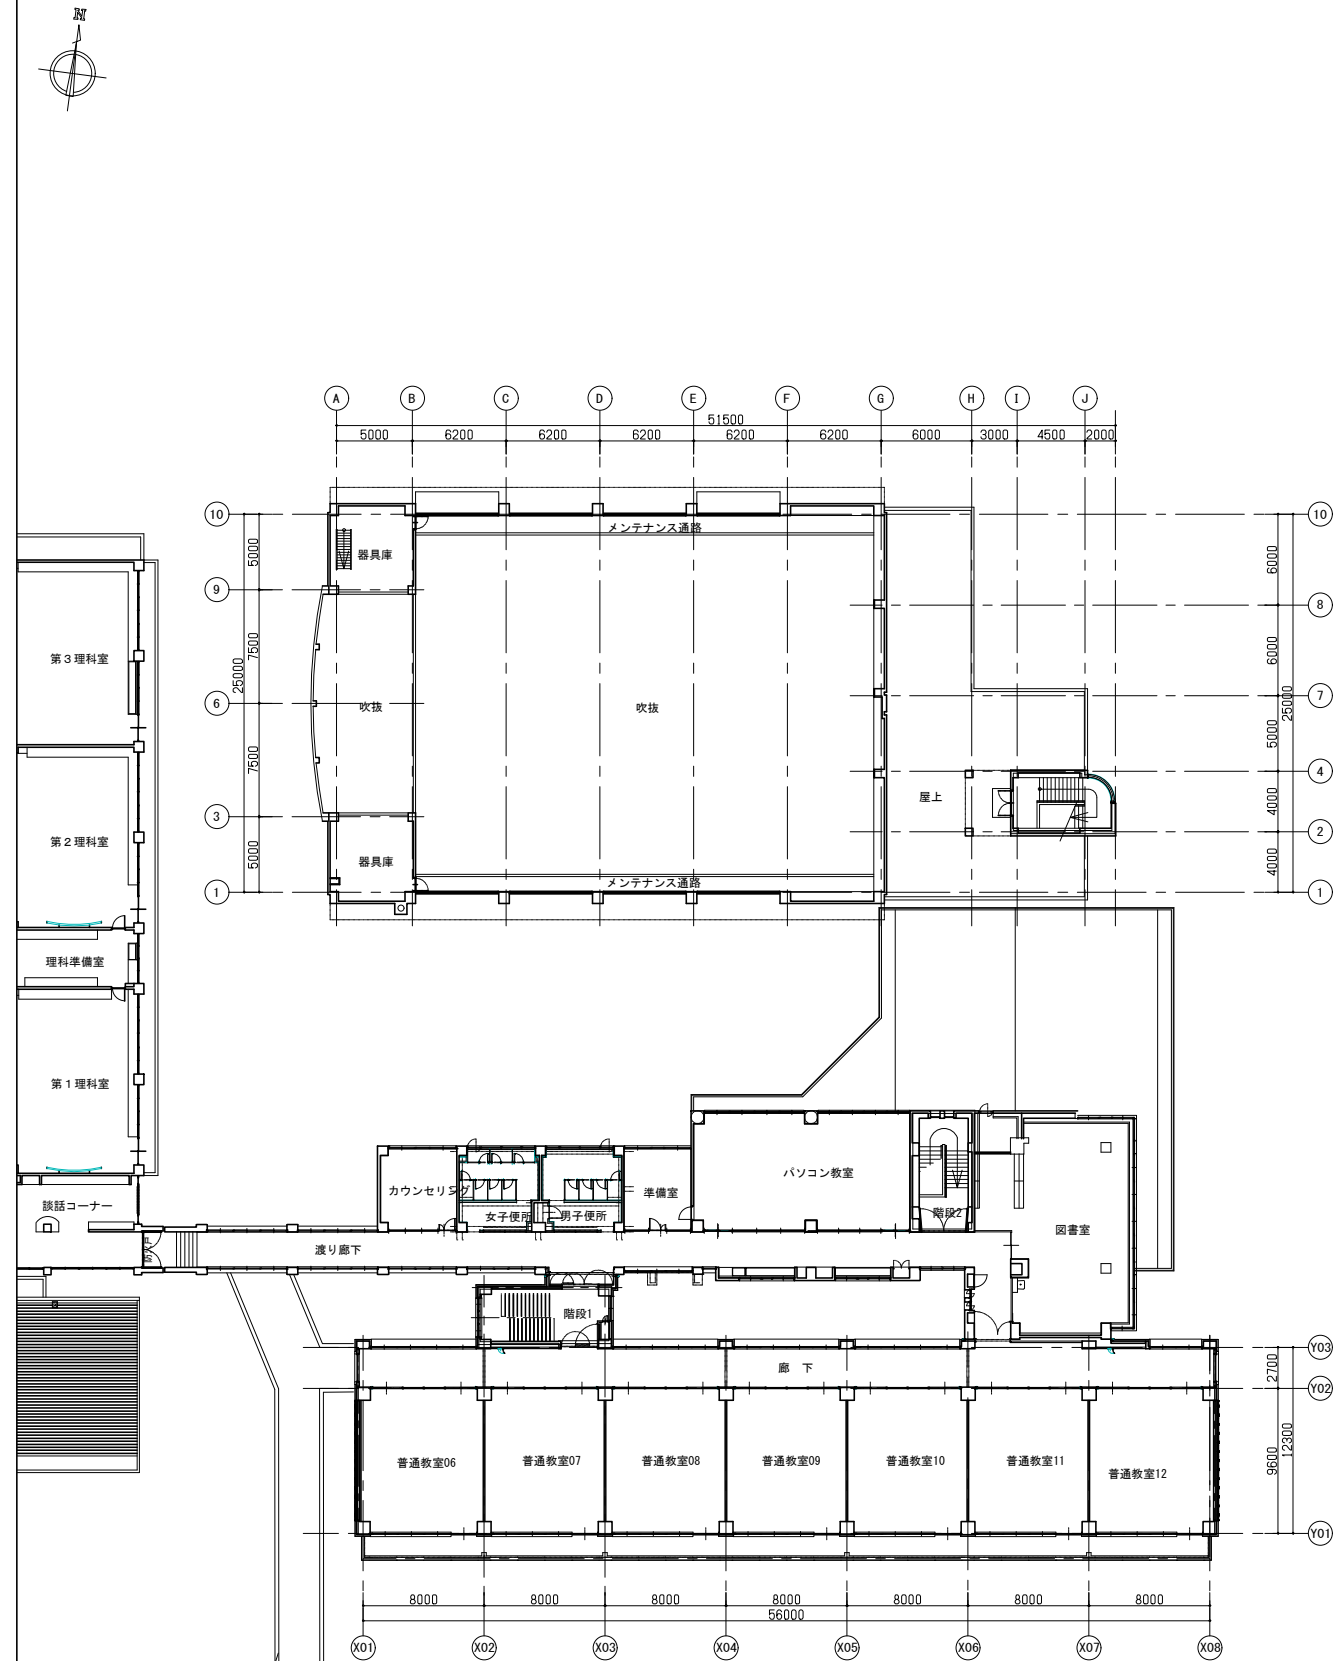 N
A B C D E F G H I J
51500
5000 6200 6200 6200 6200 6200 6000 3000 4500 2000
10 メンテナンス通路 10
器具庫
5000 6000
9 8
第３理科室
7500 25000 6000
6 吹抜 吹抜 7
25000
7500 5000
屋上 4
4000
3 2
第２理科室
5000 器具庫 4000
メンテナンス通路
1 1
理科準備室
第１理科室
パソコン教室
カウンセリング 準備室
談話コーナー 女子便所 男子便所 階段2 図書室
防火戸 渡り廊下
階段1
Y03
廊　下 2700
Y02
12300
普通教室06 普通教室07 普通教室08 普通教室09 普通教室10 普通教室11 普通教室12 9600
Y01
8000 8000 8000 8000 8000 8000 8000
56000
X01 X02 X03 X04 X05 X06 X07 X08